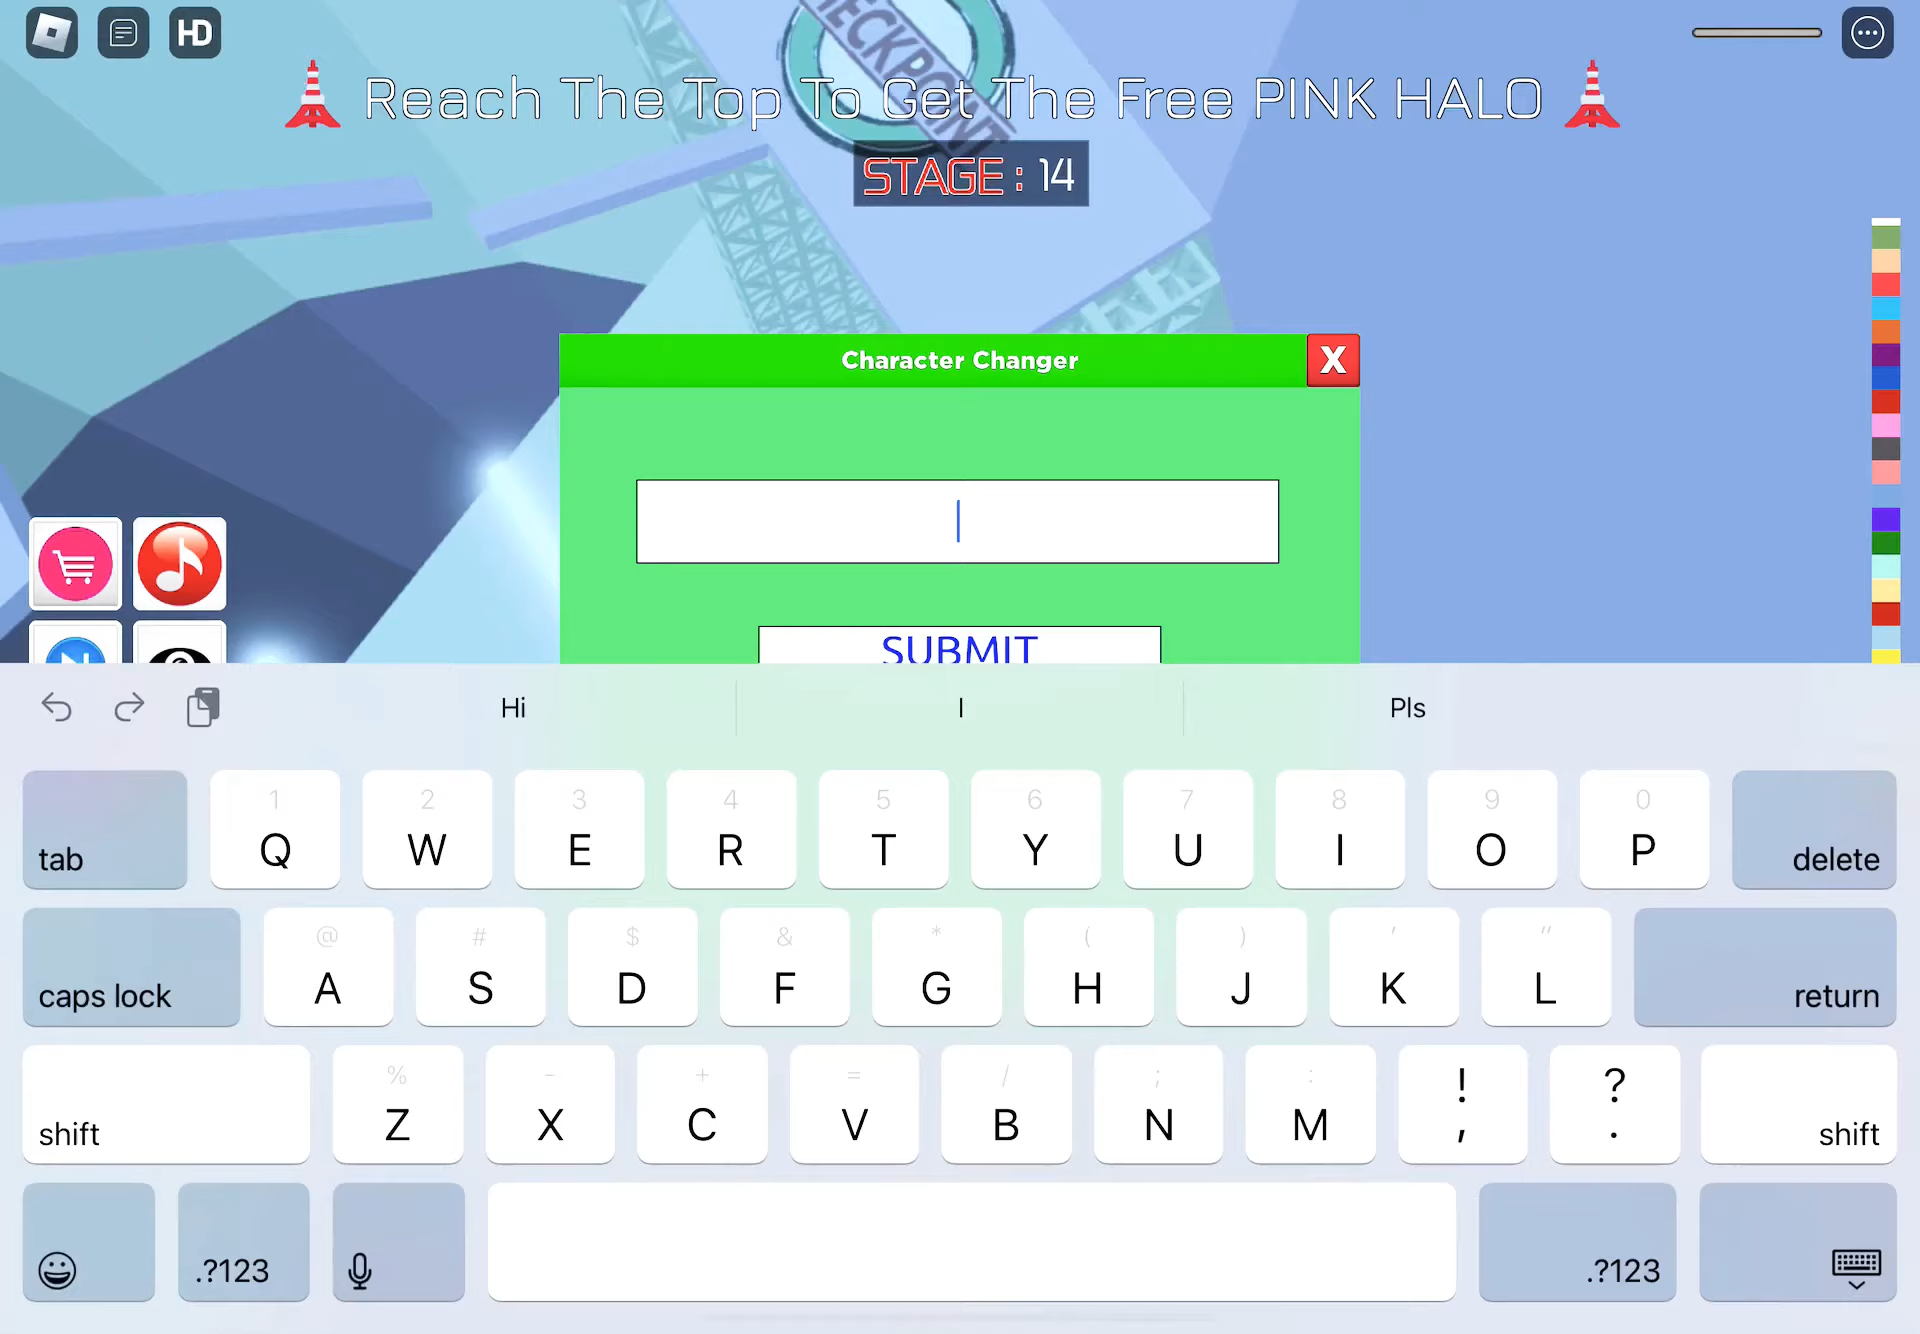 HD
CHECKPOINT
Reach The Top To Get The Free PINK HALO
STAGE : 14
Character Changer
X
SUBMIT
Hi
I
Pls
tab
1 2 3 4 5 6 7 8 9 0
Q W E R T Y U I O P
delete
@ # $ & * ( ) ' "
caps lock
A S D F G H J K L
return
% - + = / ; : ! ?
shift
Z X C V B N M , .
shift
.?123
.?123